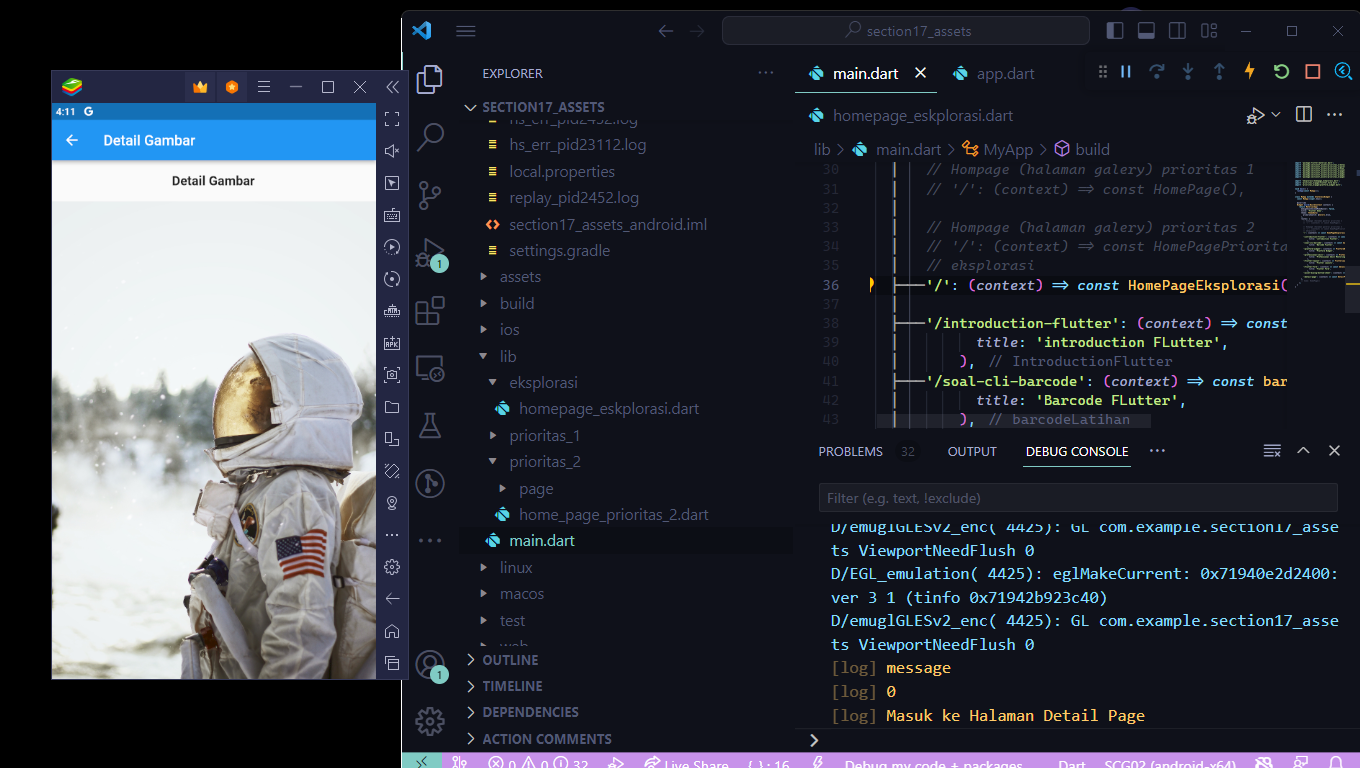 4:11 G
Detail Gambar
Detail Gambar
section17_assets
EXPLORER
SECTION17_ASSETS
hs_err_pid2452.log
hs_err_pid23112.log
local.properties
replay_pid2452.log
section17_assets_android.iml
settings.gradle
assets
build
ios
lib
eksplorasi
homepage_eskplorasi.dart
prioritas_1
prioritas_2
page
home_page_prioritas_2.dart
main.dart
linux
macos
test
web
OUTLINE
TIMELINE
DEPENDENCIES
ACTION COMMENTS
1
1
APK
main.dart
app.dart
homepage_eskplorasi.dart
lib > main.dart > MyApp > build
30 // Hompage (halaman galery) prioritas 1
31 // '/': (context) => const HomePage(),
32
33 // Hompage (halaman galery) prioritas 2
34 // '/': (context) => const HomePagePriorita
35 // eksplorasi
36 '/': (context) => const HomePageEksplorasi(
37
38 '/introduction-flutter': (context) => const
39 title: 'introduction FLutter',
40 ), // IntroductionFlutter
41 '/soal-cli-barcode': (context) => const bar
42 title: 'Barcode FLutter',
43 ), // barcodeLatihan
PROBLEMS 32 OUTPUT DEBUG CONSOLE
Filter (e.g. text, !exclude)
D/emuglGLESv2_enc( 4425): GL com.example.section17_asse
ts ViewportNeedFlush 0
D/EGL_emulation( 4425): eglMakeCurrent: 0x71940e2d2400:
ver 3 1 (tinfo 0x71942b923c40)
D/emuglGLESv2_enc( 4425): GL com.example.section17_asse
ts ViewportNeedFlush 0
[log] message
[log] 0
[log] Masuk ke Halaman Detail Page
0 0 32 Live Share { } : 16 Debug my code + packages Dart SCG02 (android-x64)